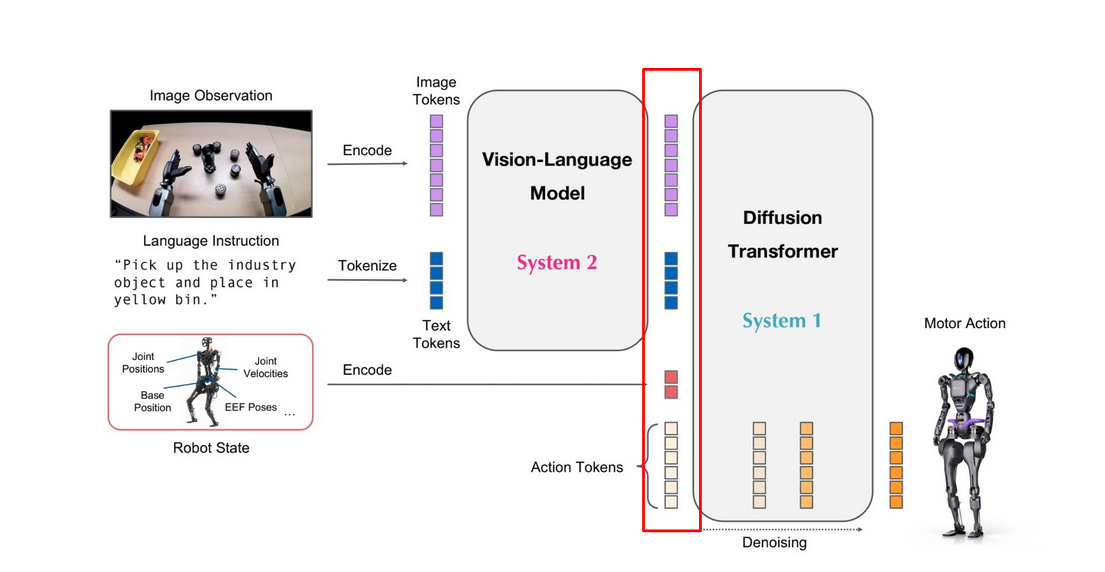 Image Observation
Encode
Image
Tokens
Vision-Language
Model
System 2
Diffusion
Transformer
System 1
Language Instruction
“Pick up the industry
object and place in
yellow bin.”
Tokenize
Text
Tokens
Joint
Positions
Joint
Velocities
Base
Position
EEF Poses ...
Robot State
Encode
Action Tokens
Denoising
Motor Action